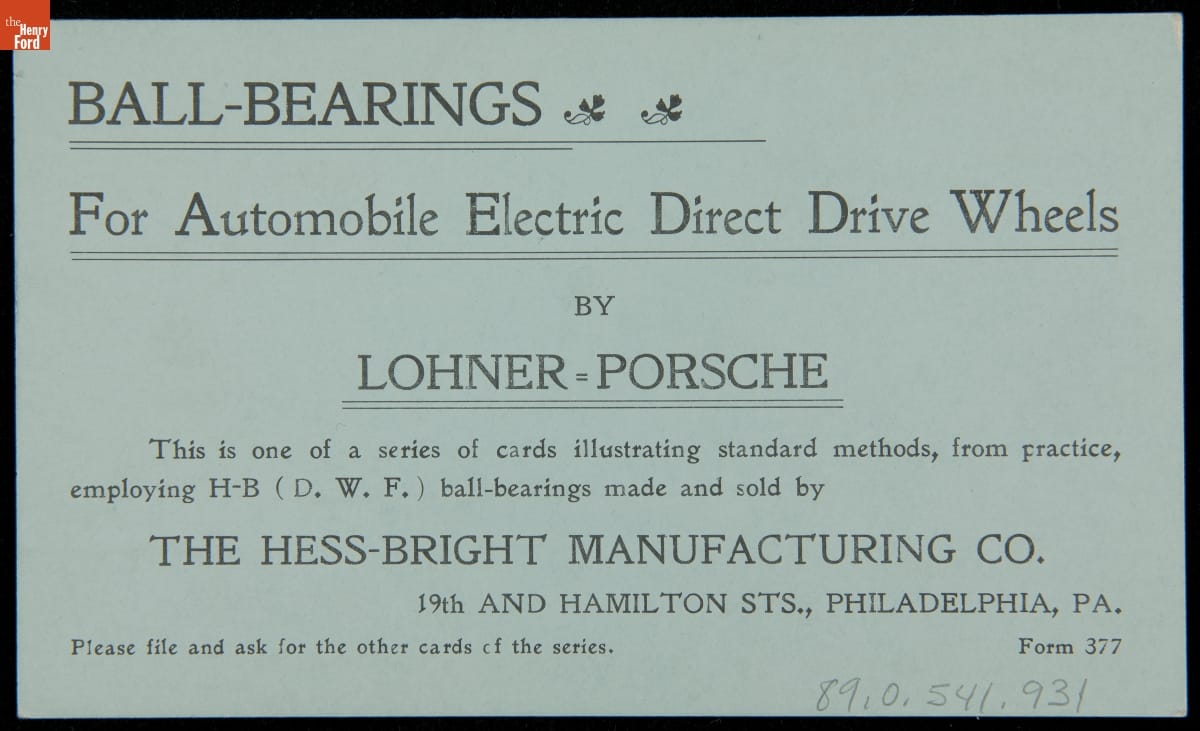 the
Henry
Ford
BALL-BEARINGS
For Automobile Electric Direct Drive Wheels
BY
LOHNER=PORSCHE
This is one of a series of cards illustrating standard methods, from practice,
employing H-B ( D. W. F. ) ball-bearings made and sold by
THE HESS-BRIGHT MANUFACTURING CO.
19th AND HAMILTON STS., PHILADELPHIA, PA.
Please file and ask for the other cards of the series. Form 377
89.0.541.931